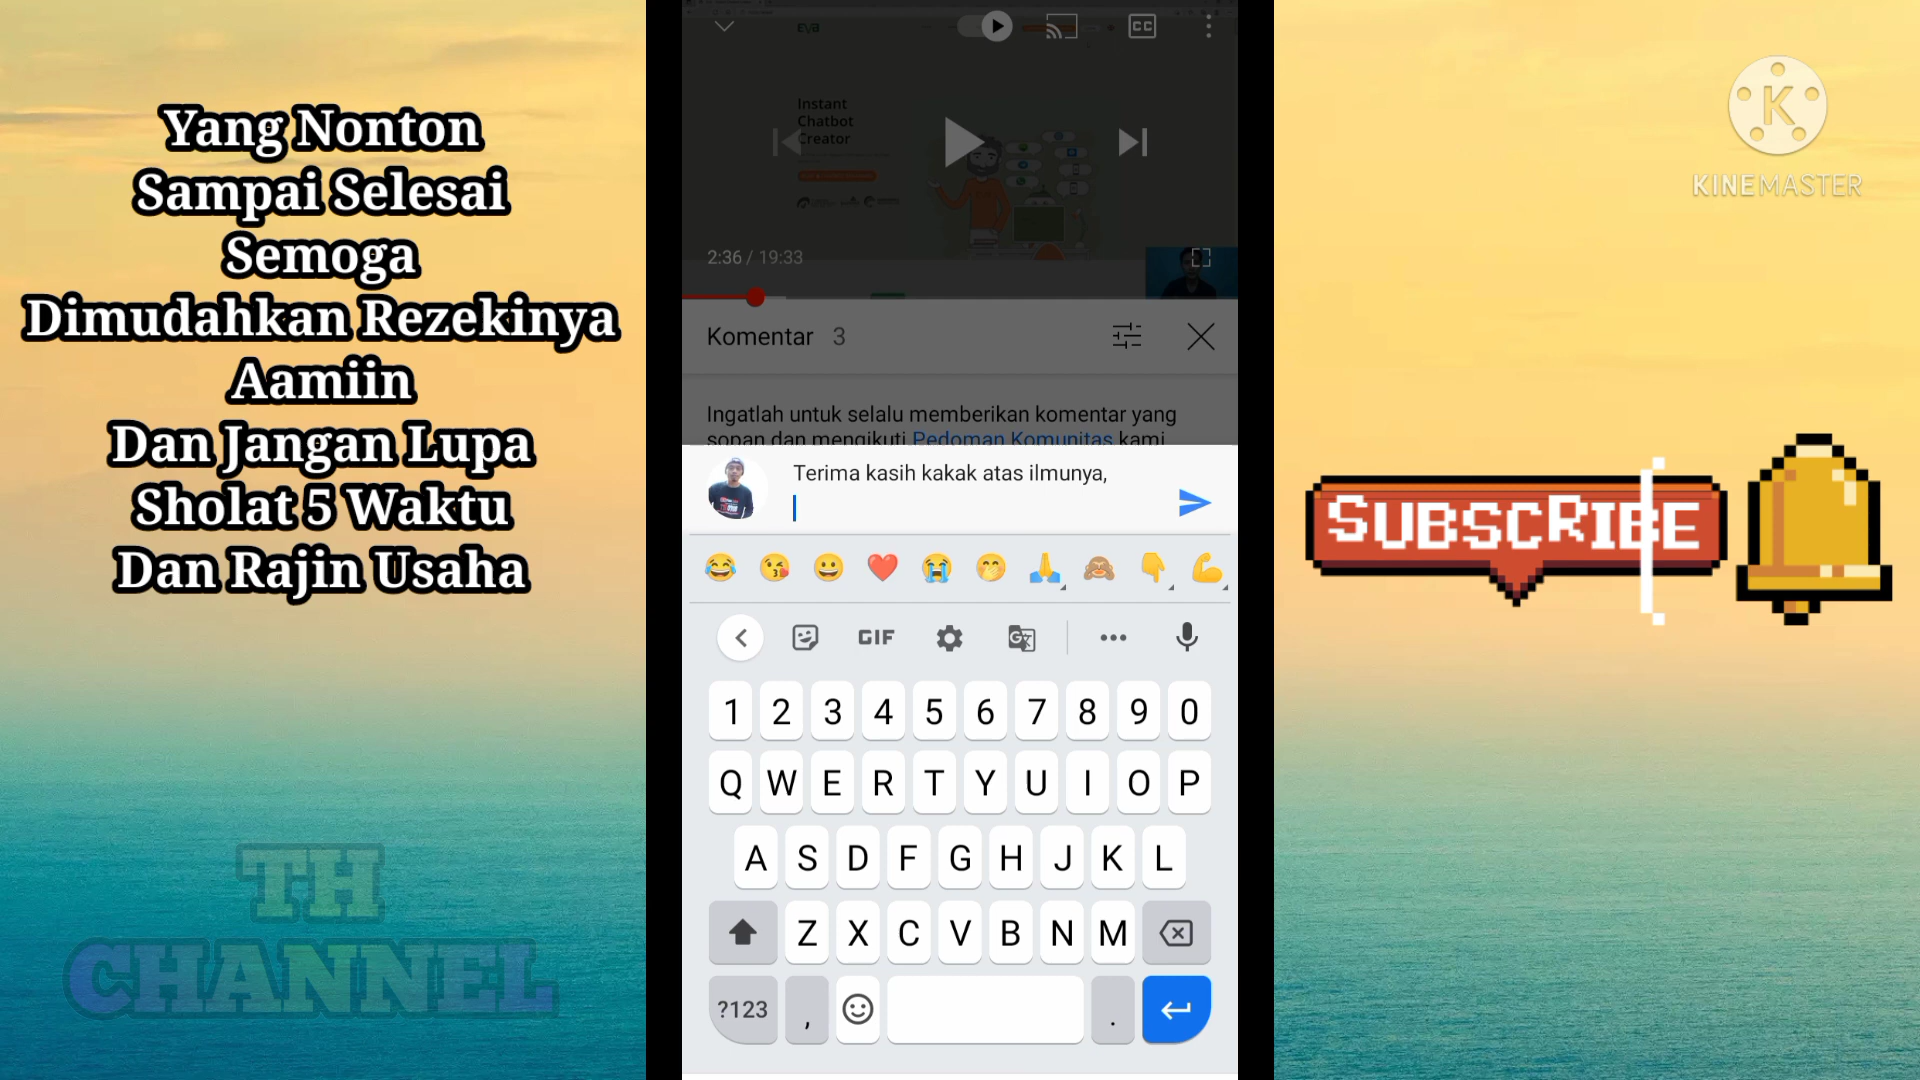 Yang Nonton
Sampai Selesai
Semoga
Dimudahkan Rezekinya
Aamiin
Dan Jangan Lupa
Sholat 5 Waktu
Dan Rajin Usaha
TH
CHANNEL
EVA
CC
Instant
Chatbot
Creator
2:36 / 19:33
Komentar 3
Ingatlah untuk selalu memberikan komentar yang
sopan dan mengikuti Pedoman Komunitas kami
Terima kasih kakak atas ilmunya,
GIF
1 2 3 4 5 6 7 8 9 0
Q W E R T Y U I O P
A S D F G H J K L
Z X C V B N M
?123 , .
K
KINEMASTER
SUBSCRIBE